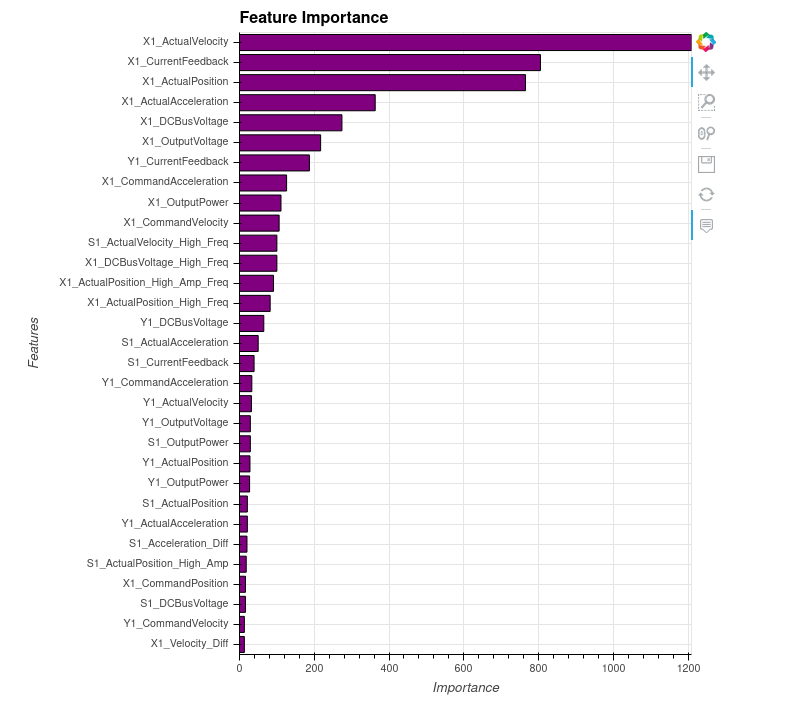 Feature Importance
X1_ActualVelocity
X1_CurrentFeedback
X1_ActualPosition
X1_ActualAcceleration
X1_DCBusVoltage
X1_OutputVoltage
Y1_CurrentFeedback
X1_CommandAcceleration
X1_OutputPower
X1_CommandVelocity
S1_ActualVelocity_High_Freq
X1_DCBusVoltage_High_Freq
X1_ActualPosition_High_Amp_Freq
X1_ActualPosition_High_Freq
Y1_DCBusVoltage
S1_ActualAcceleration
S1_CurrentFeedback
Y1_CommandAcceleration
Y1_ActualVelocity
Y1_OutputVoltage
S1_OutputPower
Y1_ActualPosition
Y1_OutputPower
S1_ActualPosition
Y1_ActualAcceleration
S1_Acceleration_Diff
S1_ActualPosition_High_Amp
X1_CommandPosition
S1_DCBusVoltage
Y1_CommandVelocity
X1_Velocity_Diff
Features
0 200 400 600 800 1000 1200
Importance